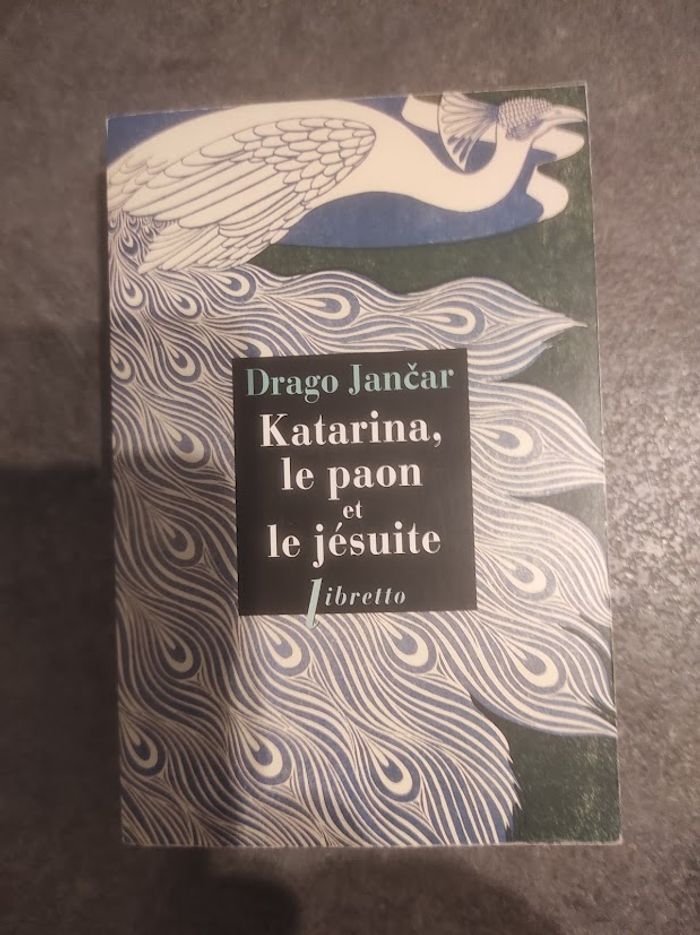 Drago Jančar
Katarina,
le paon
et
le jésuite
libretto